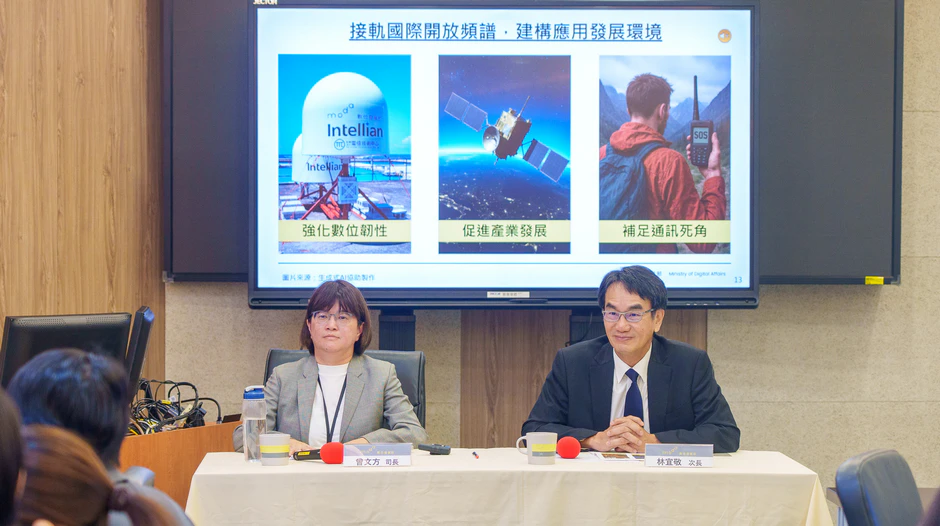 接軌國際開放頻譜，建構應用發展環境
moda
Intellian
Intellian
SOS
強化數位韌性
促進產業發展
補足通訊死角
圖片來源：生成式AI協助製作
Ministry of Digital Affairs
13
曾文方 司長
林宜敬 次長